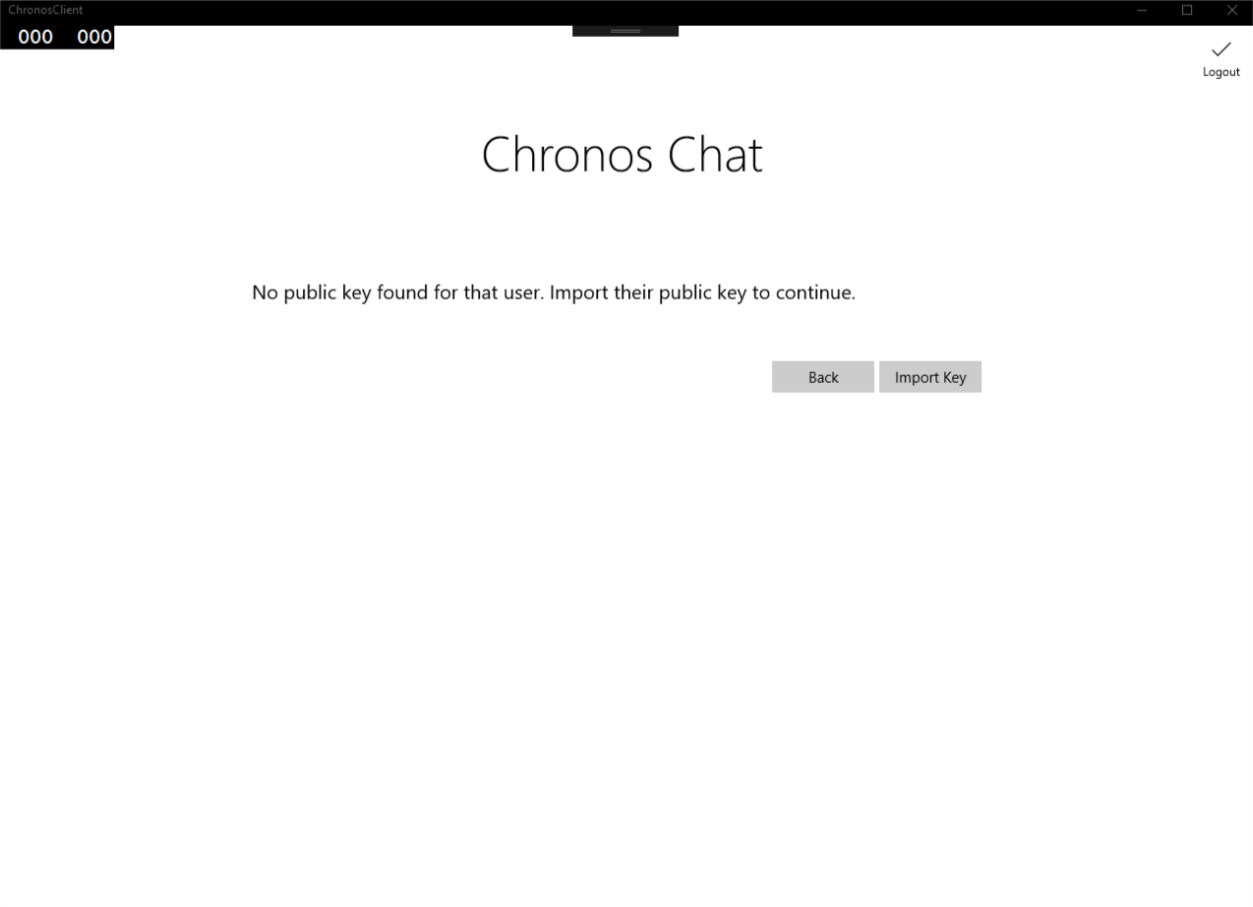 ChronosClient
000 000
Logout
Chronos Chat
No public key found for that user. Import their public key to continue.
Back
Import Key